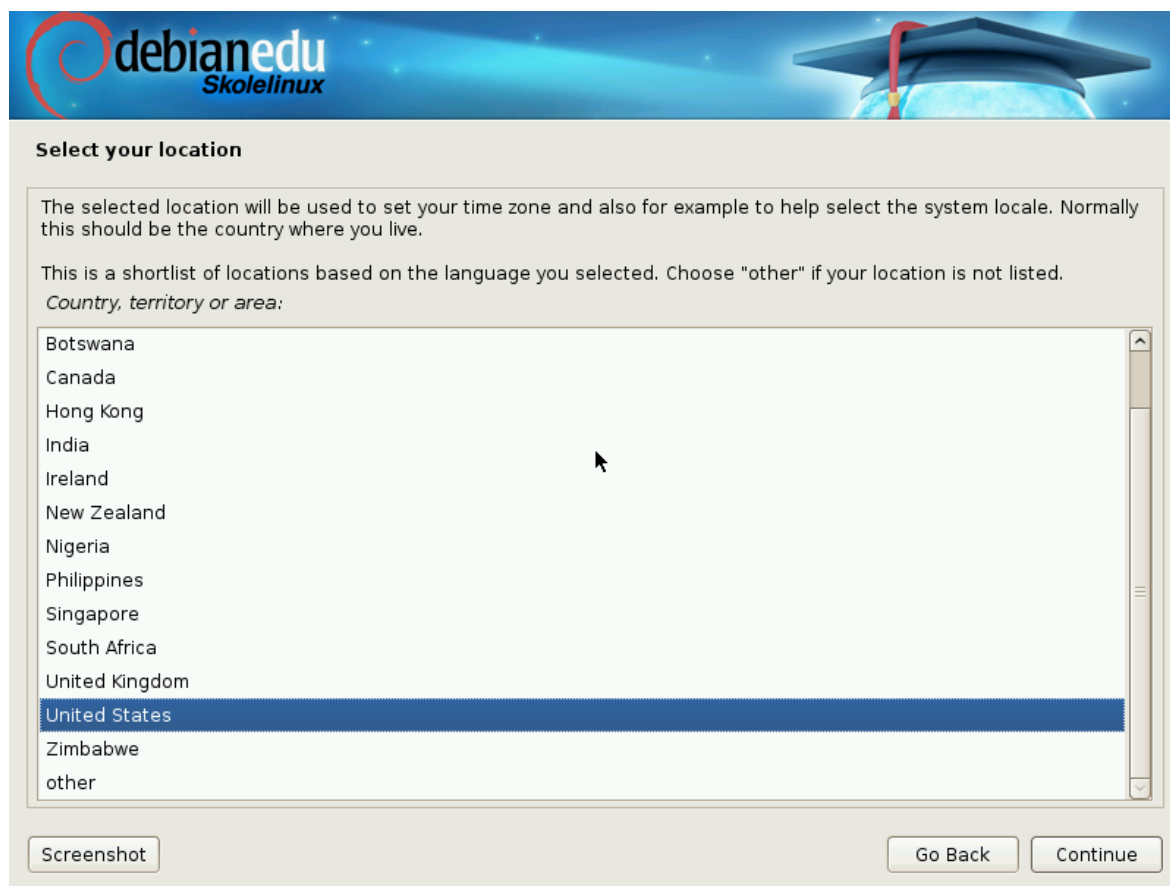 debianedu
Skolelinux
Select your location
The selected location will be used to set your time zone and also for example to help select the system locale. Normally
this should be the country where you live.
This is a shortlist of locations based on the language you selected. Choose "other" if your location is not listed.
Country, territory or area:
Botswana
Canada
Hong Kong
India
Ireland
New Zealand
Nigeria
Philippines
Singapore
South Africa
United Kingdom
United States
Zimbabwe
other
Screenshot
Go Back
Continue